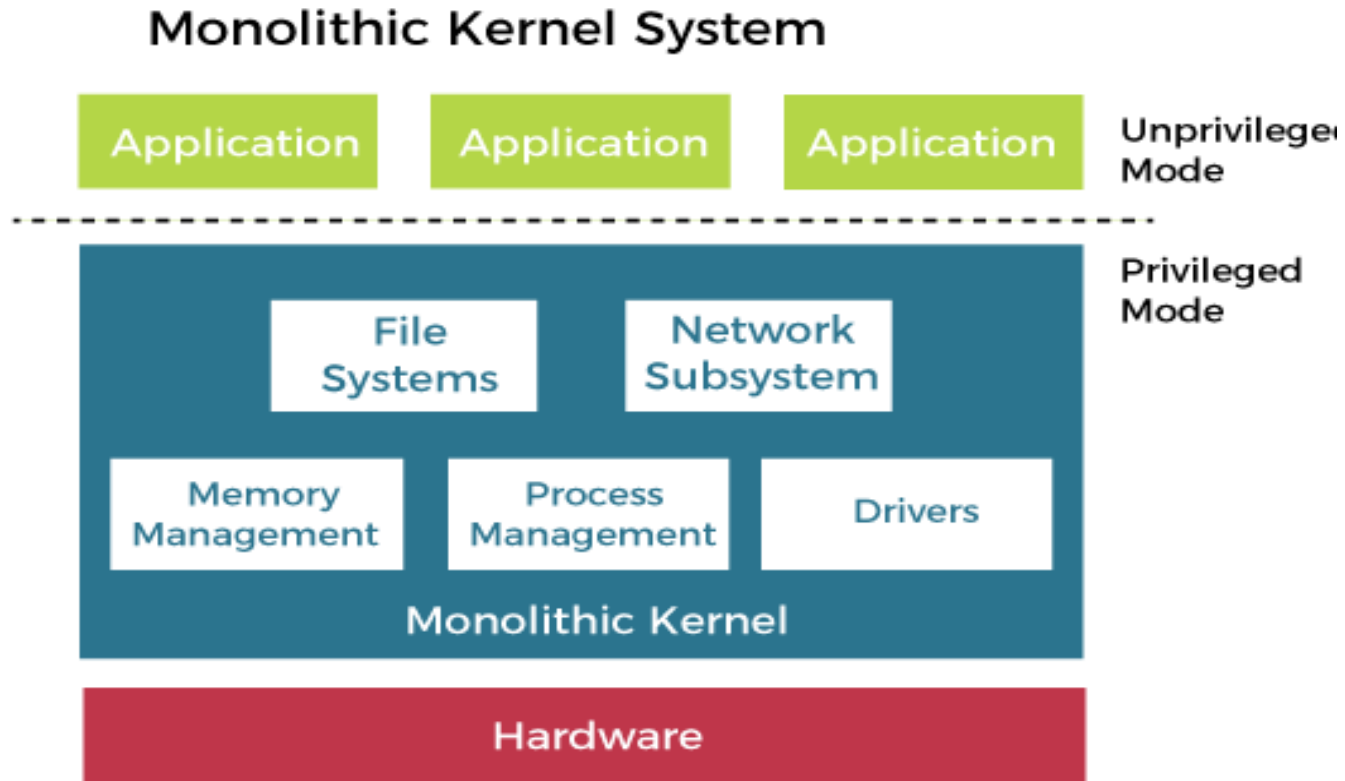 Monolithic Kernel System
Application
Application
Application
Unprivileged
Mode
Privileged
Mode
File
Systems
Network
Subsystem
Memory
Management
Process
Management
Drivers
Monolithic Kernel
Hardware